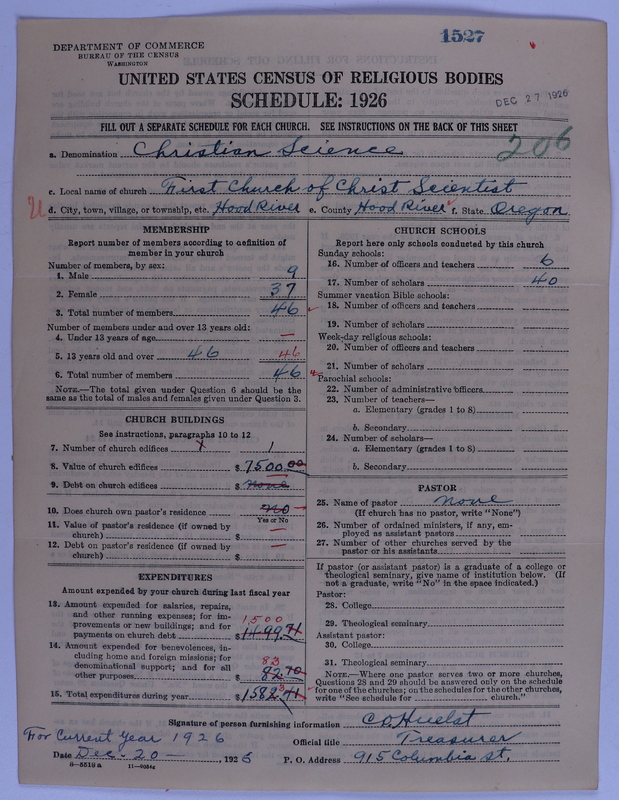 1527
DEPARTMENT OF COMMERCE
BUREAU OF THE CENSUS
WASHINGTON
UNITED STATES CENSUS OF RELIGIOUS BODIES
SCHEDULE: 1926
DEC 27 1926
FILL OUT A SEPARATE SCHEDULE FOR EACH CHURCH. SEE INSTRUCTIONS ON THE BACK OF THIS SHEET
206
a. Denomination Christian Science
c. Local name of church First Church of Christ Scientist
d. City, town, village, or township, etc. Hood River e. County Hood River f. State Oregon
MEMBERSHIP
Report number of members according to definition of
member in your church
Number of members, by sex:
1. Male 9
2. Female 37
3. Total number of members 46
Number of members under and over 13 years old:
4. Under 13 years of age —
5. 13 years old and over 46 46
6. Total number of members 46
NOTE.—The total given under Question 6 should be the
same as the total of males and females given under Question 3.
CHURCH BUILDINGS
See instructions, paragraphs 10 to 12
7. Number of church edifices 1
8. Value of church edifices $7500.00
9. Debt on church edifices $ none
10. Does church own pastor's residence no
Yes or No
11. Value of pastor's residence (if owned by
church) $ —
12. Debt on pastor's residence (if owned by
church) $ —
EXPENDITURES
Amount expended by your church during last fiscal year
13. Amount expended for salaries, repairs,
and other running expenses; for im-
provements or new buildings; and for
payments on church debt $1499.71
1,500
14. Amount expended for benevolences, in-
cluding home and foreign missions; for
denominational support; and for all
other purposes $82.70
83
15. Total expenditures during year $1582.41
3
CHURCH SCHOOLS
Report here only schools conducted by this church
Sunday schools:
16. Number of officers and teachers 6
17. Number of scholars 40
Summer vacation Bible schools:
18. Number of officers and teachers
19. Number of scholars
Week-day religious schools:
20. Number of officers and teachers
21. Number of scholars
Parochial schools:
22. Number of administrative officers
23. Number of teachers—
a. Elementary (grades 1 to 8)
b. Secondary
24. Number of scholars—
a. Elementary (grades 1 to 8)
b. Secondary
PASTOR
25. Name of pastor none
(If church has no pastor, write "None")
26. Number of ordained ministers, if any, em-
ployed as assistant pastors
27. Number of other churches served by the
pastor or his assistants
If pastor (or assistant pastor) is a graduate of a college or
theological seminary, give name of institution below. (If
not a graduate, write "No" in the space indicated.)
Pastor:
28. College
29. Theological seminary
Assistant pastor:
30. College
31. Theological seminary
NOTE.—Where one pastor serves two or more churches,
Questions 28 and 29 should be answered only on the schedule
for one of the churches; on the schedules for the other churches,
write "See schedule for church."
Signature of person furnishing information C.O. Huelst
For Current Year 1926
Official title Treasurer
Date Dec. 20 — , 1926
P. O. Address 915 Columbia St.
8—5518 a